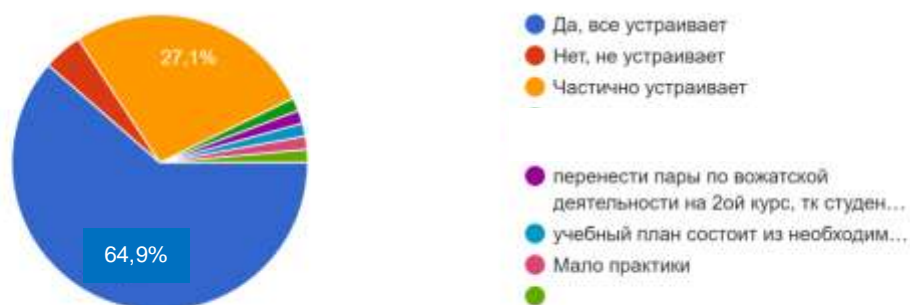 27,1%
64,9%
Да, все устраивает
Нет, не устраивает
Частично устраивает
перенести пары по вожатской
деятельности на 2ой курс, тк студен...
учебный план состоит из необходим...
Мало практики